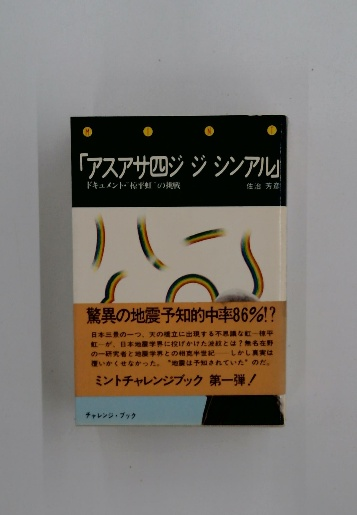 M I N T
「アスアサ四ジ ジ シンアル」
ドキュメント・"椋平虹"の挑戦
佐治 芳彦
驚異の地震予知的中率86%!?
日本三景の一つ、天の橋立に出現する不思議な虹─椋平
虹─が、日本地震学界に投げかけた波紋とは?無名在野
の一研究者と地震学界との相克半世紀──しかし真実は
覆いかくせなかった。"地震は予知されていた"のだ。
ミントチャレンジブック 第一弾!
チャレンジ・ブック